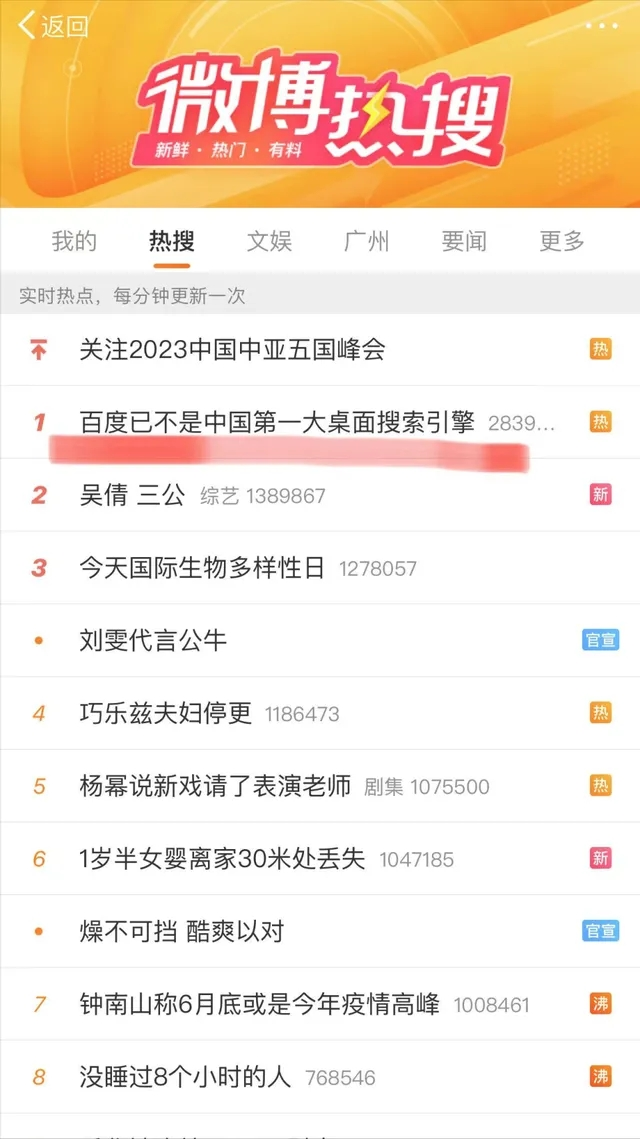 返回
微博热搜
新鲜·热门·有料
我的 热搜 文娱 广州 要闻 更多
实时热点，每分钟更新一次
关注2023中国中亚五国峰会 热
1 百度已不是中国第一大桌面搜索引擎 2839... 热
2 吴倩 三公 综艺 1389867 新
3 今天国际生物多样性日 1278057
刘雯代言公牛 官宣
4 巧乐兹夫妇停更 1186473 热
5 杨幂说新戏请了表演老师 剧集 1075500 热
6 1岁半女婴离家30米处丢失 1047185 新
燥不可挡 酷爽以对 官宣
7 钟南山称6月底或是今年疫情高峰 1008461 沸
8 没睡过8个小时的人 768546 沸